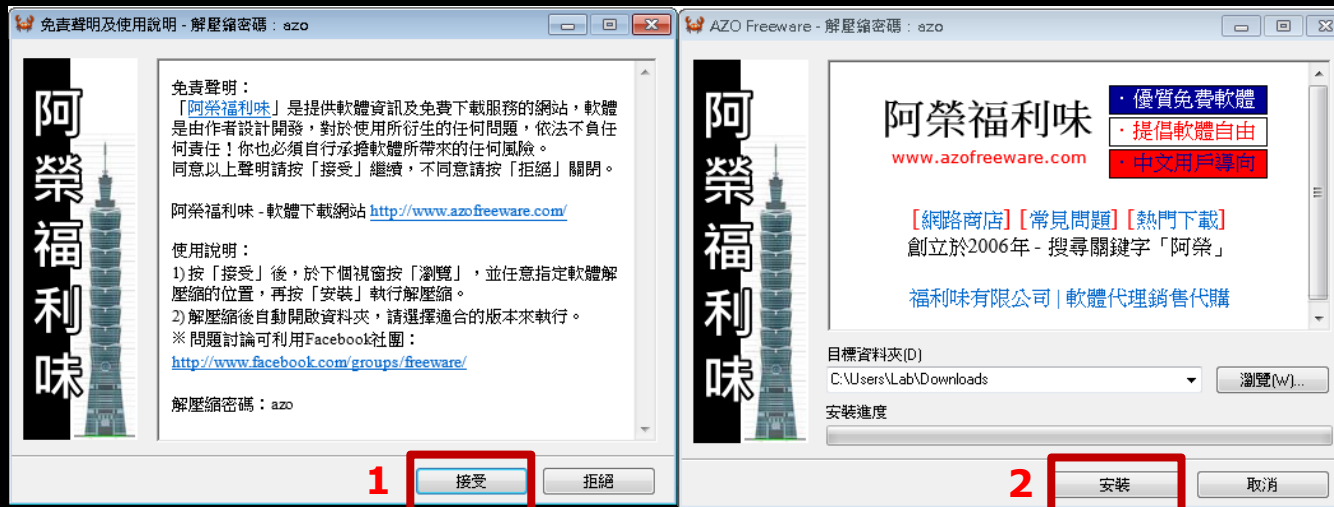 免責聲明及使用說明 - 解壓縮密碼：azo
阿榮福利味
免責聲明：
「阿榮福利味」是提供軟體資訊及免費下載服務的網站，軟體
是由作者設計開發，對於使用所衍生的任何問題，依法不負任
何責任！你也必須自行承擔軟體所帶來的任何風險。
同意以上聲明請按「接受」繼續，不同意請按「拒絕」關閉。
阿榮福利味 - 軟體下載網站 http://www.azofreeware.com/
使用說明：
1) 按「接受」後，於下個視窗按「瀏覽」，並任意指定軟體解
壓縮的位置，再按「安裝」執行解壓縮。
2) 解壓縮後自動開啟資料夾，請選擇適合的版本來執行。
※ 問題討論可利用Facebook社團：
http://www.facebook.com/groups/freeware/
解壓縮密碼：azo
1
接受
拒絕
AZO Freeware - 解壓縮密碼：azo
阿榮福利味
阿榮福利味
www.azofreeware.com
．優質免費軟體
．提倡軟體自由
．中文用戶導向
[網路商店] [常見問題] [熱門下載]
創立於2006年 - 搜尋關鍵字「阿榮」
福利味有限公司 | 軟體代理銷售代購
目標資料夾(D)
C:\Users\Lab\Downloads
瀏覽(W)...
安裝進度
2
安裝
取消